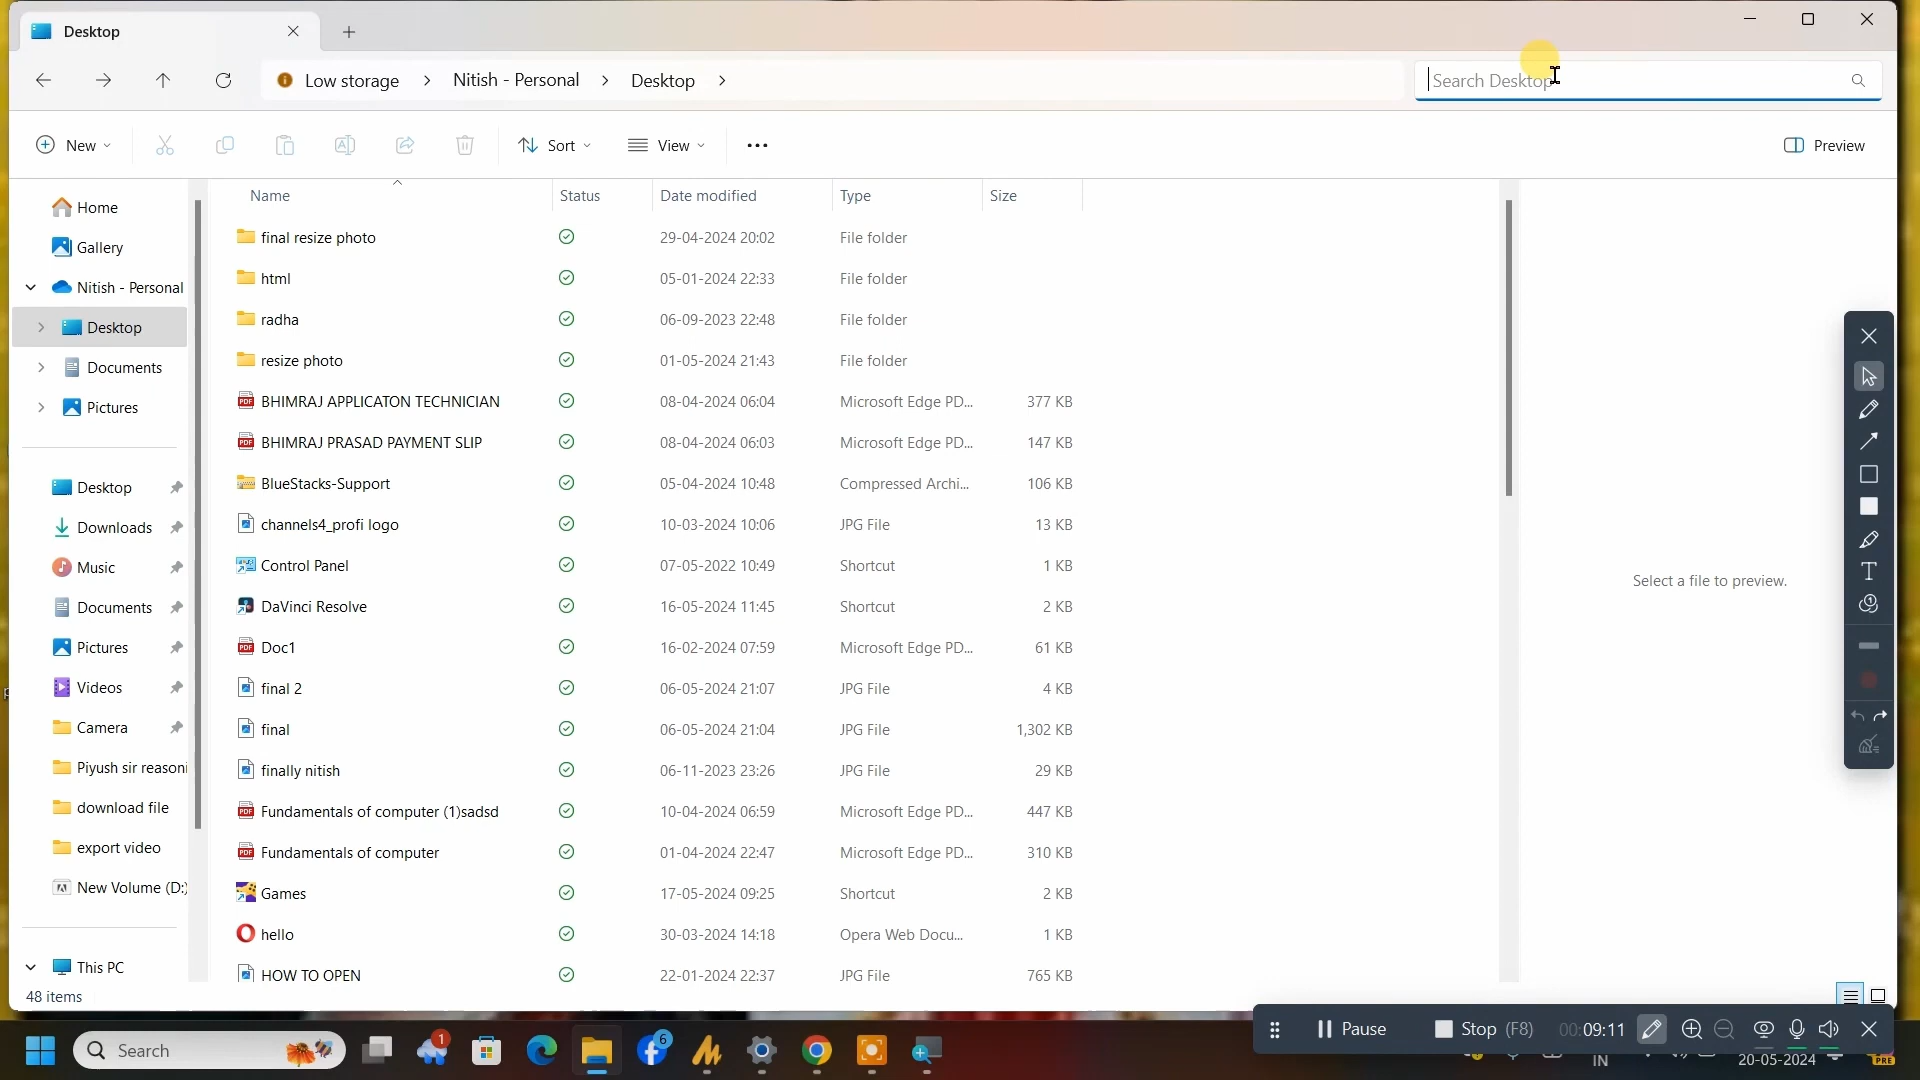 Desktop
Low storage > Nitish - Personal > Desktop >
Search Desktop
New
Sort
View
Preview
Name Status Date modified Type Size
Home
Gallery
Nitish - Personal
Desktop
Documents
Pictures
Desktop
Downloads
Music
Documents
Pictures
Videos
Camera
Piyush sir reasoni
download file
export video
New Volume (D:)
This PC
final resize photo 29-04-2024 20:02 File folder
html 05-01-2024 22:33 File folder
radha 06-09-2023 22:48 File folder
resize photo 01-05-2024 21:43 File folder
BHIMRAJ APPLICATON TECHNICIAN 08-04-2024 06:04 Microsoft Edge PD... 377 KB
BHIMRAJ PRASAD PAYMENT SLIP 08-04-2024 06:03 Microsoft Edge PD... 147 KB
BlueStacks-Support 05-04-2024 10:48 Compressed Archi... 106 KB
channels4_profi logo 10-03-2024 10:06 JPG File 13 KB
Control Panel 07-05-2022 10:49 Shortcut 1 KB
DaVinci Resolve 16-05-2024 11:45 Shortcut 2 KB
Doc1 16-02-2024 07:59 Microsoft Edge PD... 61 KB
final 2 06-05-2024 21:07 JPG File 4 KB
final 06-05-2024 21:04 JPG File 1,302 KB
finally nitish 06-11-2023 23:26 JPG File 29 KB
Fundamentals of computer (1)sadsd 10-04-2024 06:59 Microsoft Edge PD... 447 KB
Fundamentals of computer 01-04-2024 22:47 Microsoft Edge PD... 310 KB
Games 17-05-2024 09:25 Shortcut 2 KB
hello 30-03-2024 14:18 Opera Web Docu... 1 KB
HOW TO OPEN 22-01-2024 22:37 JPG File 765 KB
Select a file to preview.
48 items
Pause Stop (F8) 00:09:11
Search
1
6
IN
20-05-2024
PRE